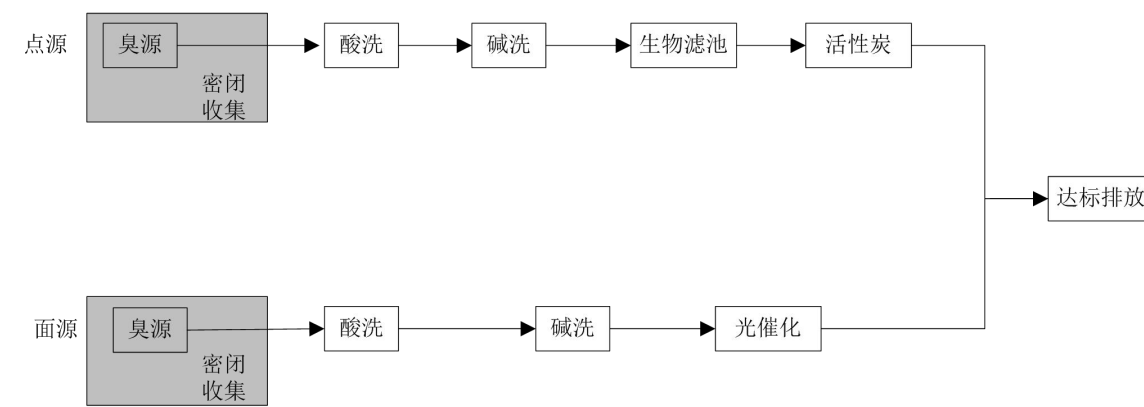 点源
臭源
密闭
收集
酸洗
碱洗
生物滤池
活性炭
达标排放
面源
臭源
密闭
收集
酸洗
碱洗
光催化